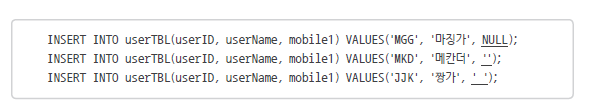 INSERT INTO userTBL(userID, userName, mobile1) VALUES('MGG', '마징가', NULL);
INSERT INTO userTBL(userID, userName, mobile1) VALUES('MKD', '메칸더', '');
INSERT INTO userTBL(userID, userName, mobile1) VALUES('JJK', '짱가', ' ');